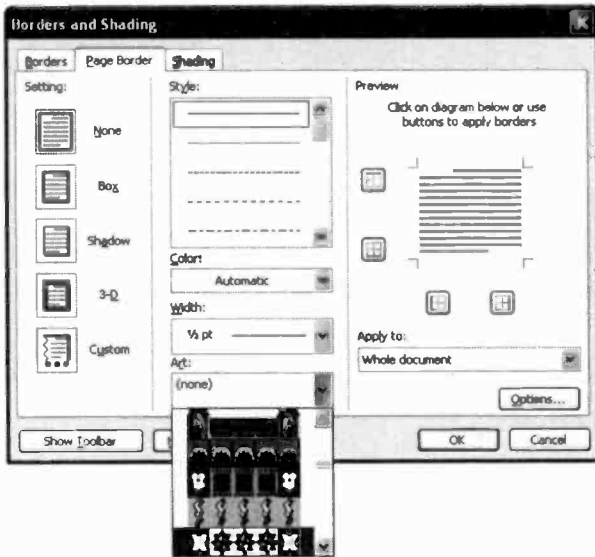 Borders and Shading
Borders Page Border Shading
Setting:
None
Box
Shadow
3-D
Custom
Style:
Color:
Automatic
Width:
½ pt
Art:
(none)
Preview
Click on diagram below or use
buttons to apply borders
Apply to:
Whole document
Options...
Show Toolbar
OK
Cancel